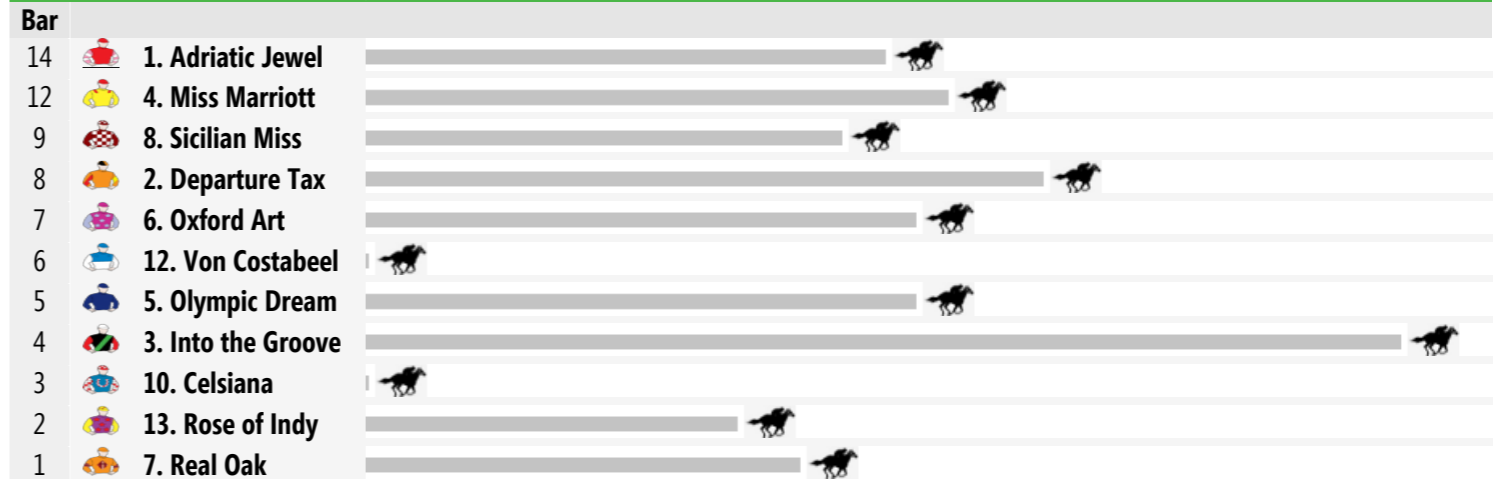 Bar
14 1. Adriatic Jewel
12 4. Miss Marriott
9 8. Sicilian Miss
8 2. Departure Tax
7 6. Oxford Art
6 12. Von Costabeel
5 5. Olympic Dream
4 3. Into the Groove
3 10. Celsiana
2 13. Rose of Indy
1 7. Real Oak